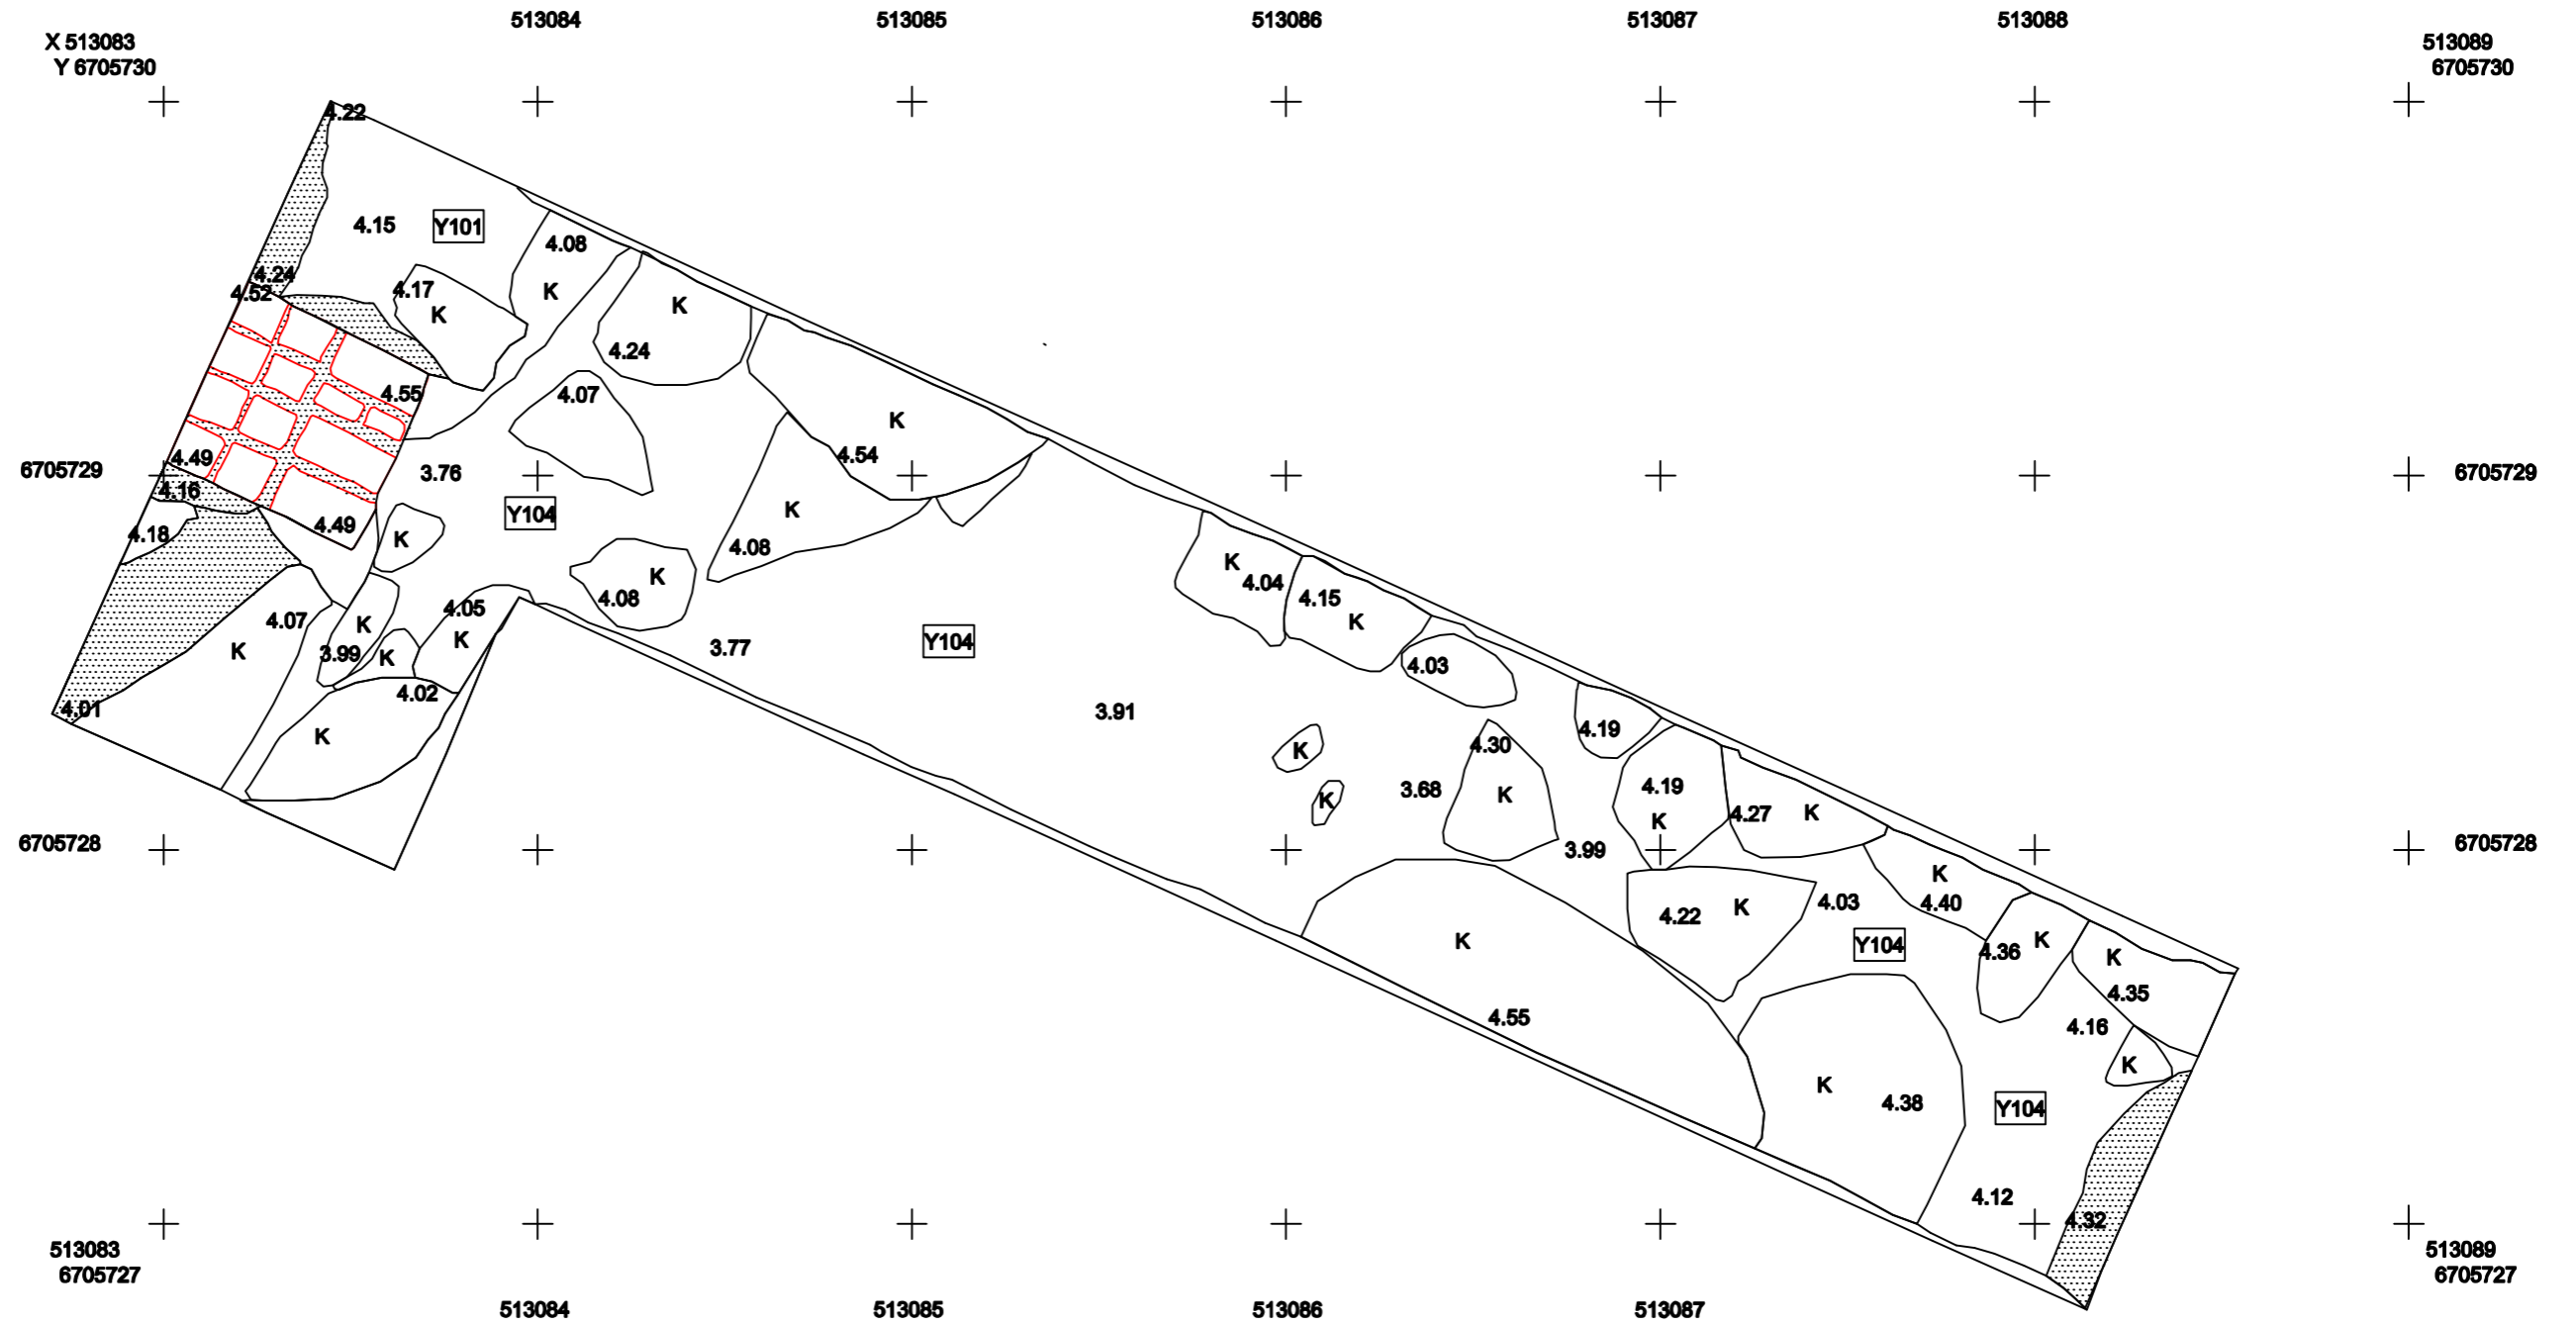 513084 513085 513086 513087 513088
X 513083
Y 6705730
513089
6705730
4.22
4.15 Y101
4.08
4.24
4.52
4.17
K
K
K
4.24
4.07
4.55
K
4.54
6705729
4.49
4.16
3.76
6705729
4.18
4.49
Y104
K
K
4.08
K
4.08
K
4.04
4.15
K
4.07
K
4.05
K
3.99
K
K
3.77
Y104
4.03
4.02
4.01
K
3.91
4.19
K
4.30
K
3.68
K
4.19
K
4.27
K
6705728
3.99
6705728
K
4.40
4.22
K
4.03
Y104
K
4.36
K
K
4.35
4.55
4.16
K
K
4.38
Y104
4.12
4.32
513083
6705727
513089
6705727
513084 513085 513086 513087